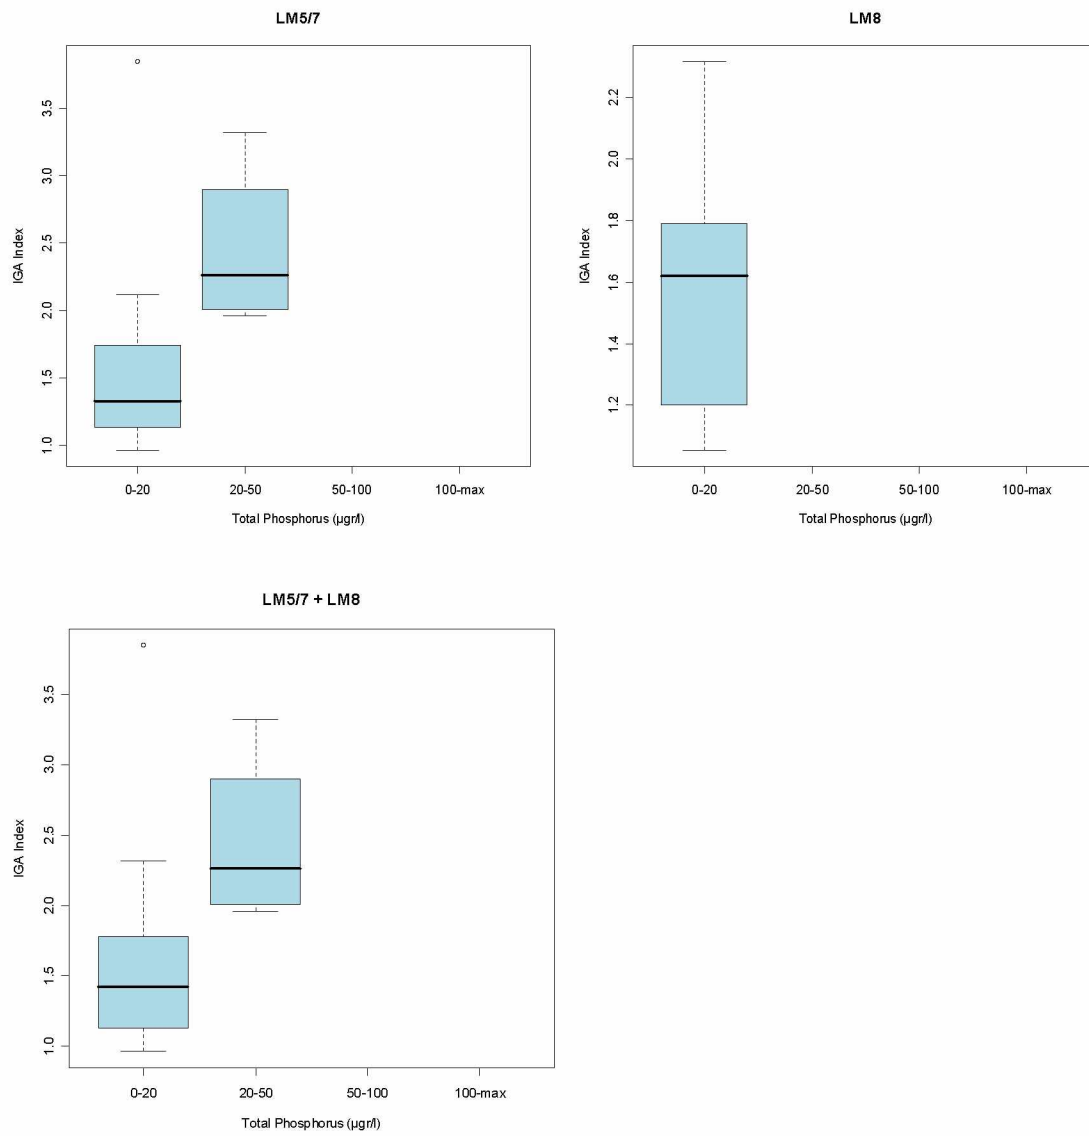 LM5/7
IGA Index
3.5
3.0
2.5
2.0
1.5
1.0
0-20 20-50 50-100 100-max
Total Phosphorus (µgr/l)
LM8
IGA Index
2.2
2.0
1.8
1.6
1.4
1.2
0-20 20-50 50-100 100-max
Total Phosphorus (µgr/l)
LM5/7 + LM8
IGA Index
3.5
3.0
2.5
2.0
1.5
1.0
0-20 20-50 50-100 100-max
Total Phosphorus (µgr/l)